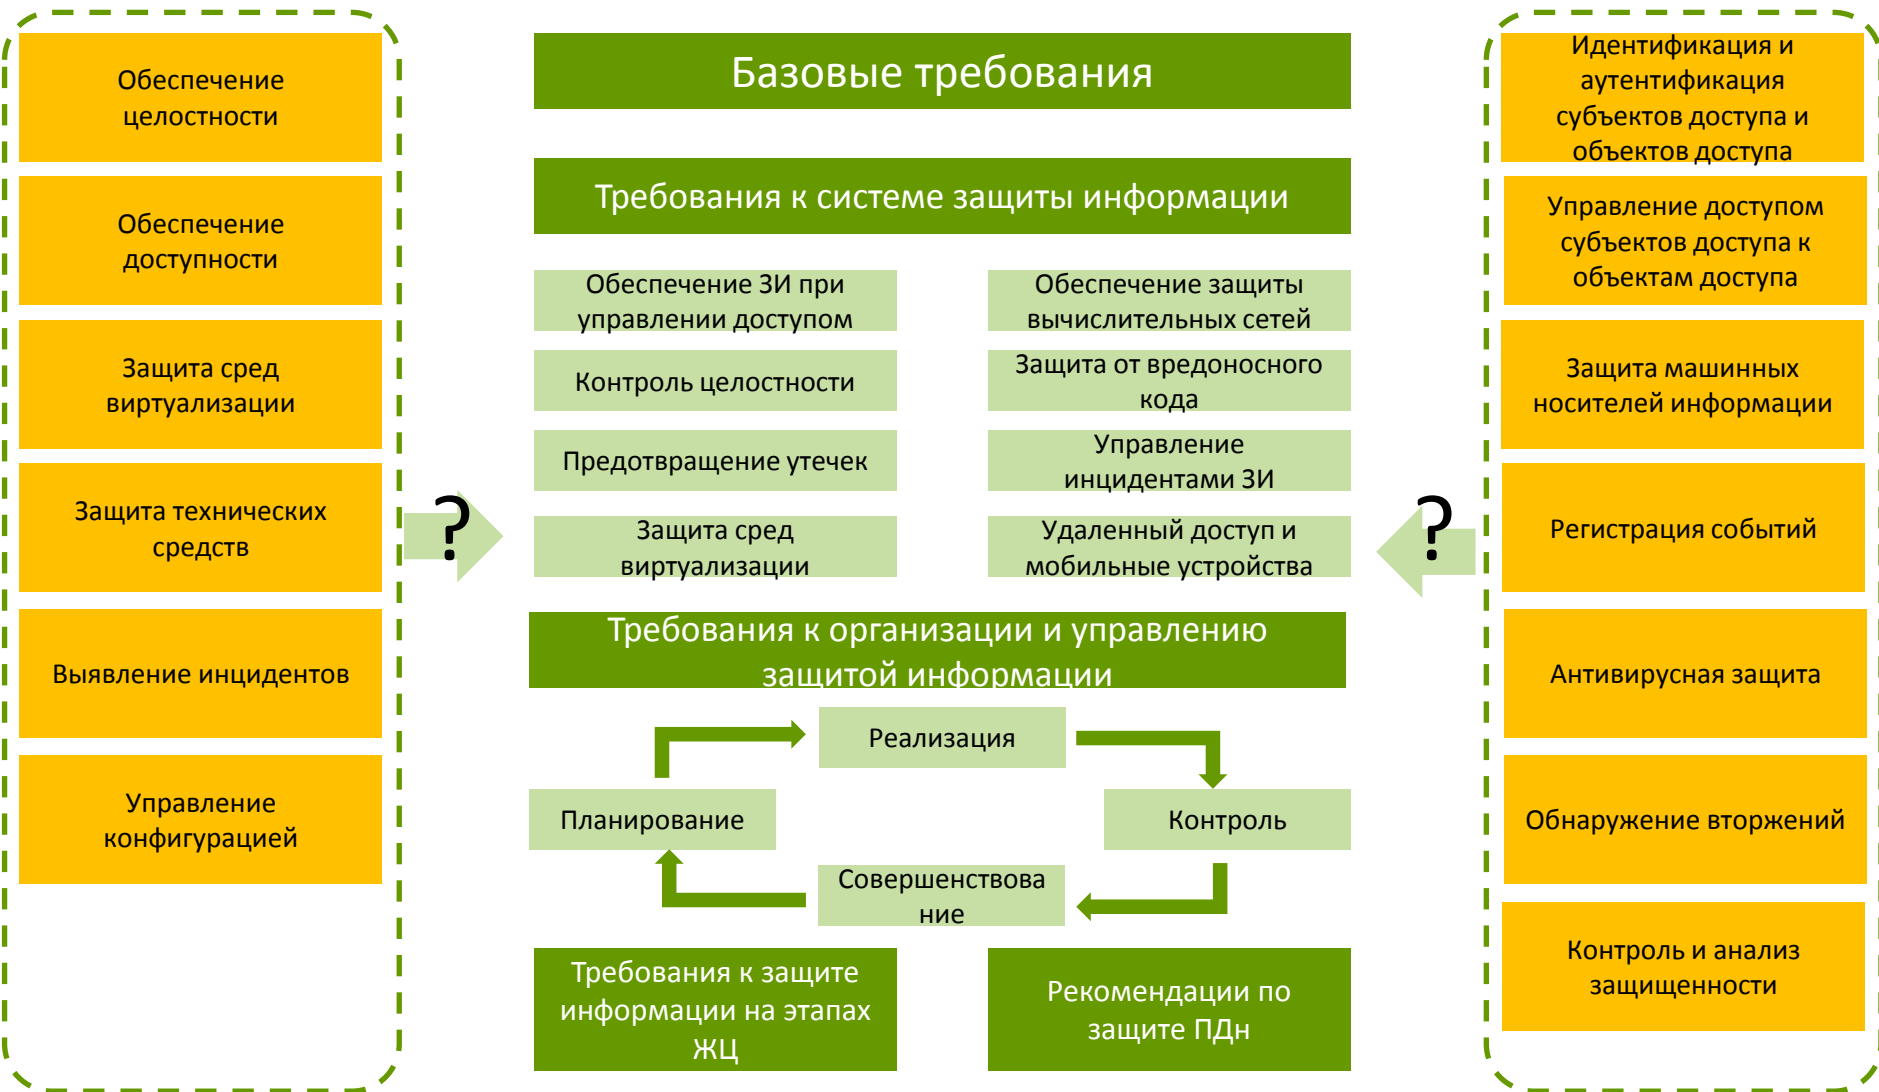 Обеспечение
целостности
Обеспечение
доступности
Защита сред
виртуализации
Защита технических
средств
Выявление инцидентов
Управление
конфигурацией
?
Базовые требования
Требования к системе защиты информации
Обеспечение ЗИ при
управлении доступом
Обеспечение защиты
вычислительных сетей
Контроль целостности
Защита от вредоносного
кода
Предотвращение утечек
Управление
инцидентами ЗИ
Защита сред
виртуализации
Удаленный доступ и
мобильные устройства
Требования к организации и управлению
защитой информации
Реализация
Планирование
Контроль
Совершенствова
ние
Требования к защите
информации на этапах
ЖЦ
Рекомендации по
защите ПДн
?
Идентификация и
аутентификация
субъектов доступа и
объектов доступа
Управление доступом
субъектов доступа к
объектам доступа
Защита машинных
носителей информации
Регистрация событий
Антивирусная защита
Обнаружение вторжений
Контроль и анализ
защищенности